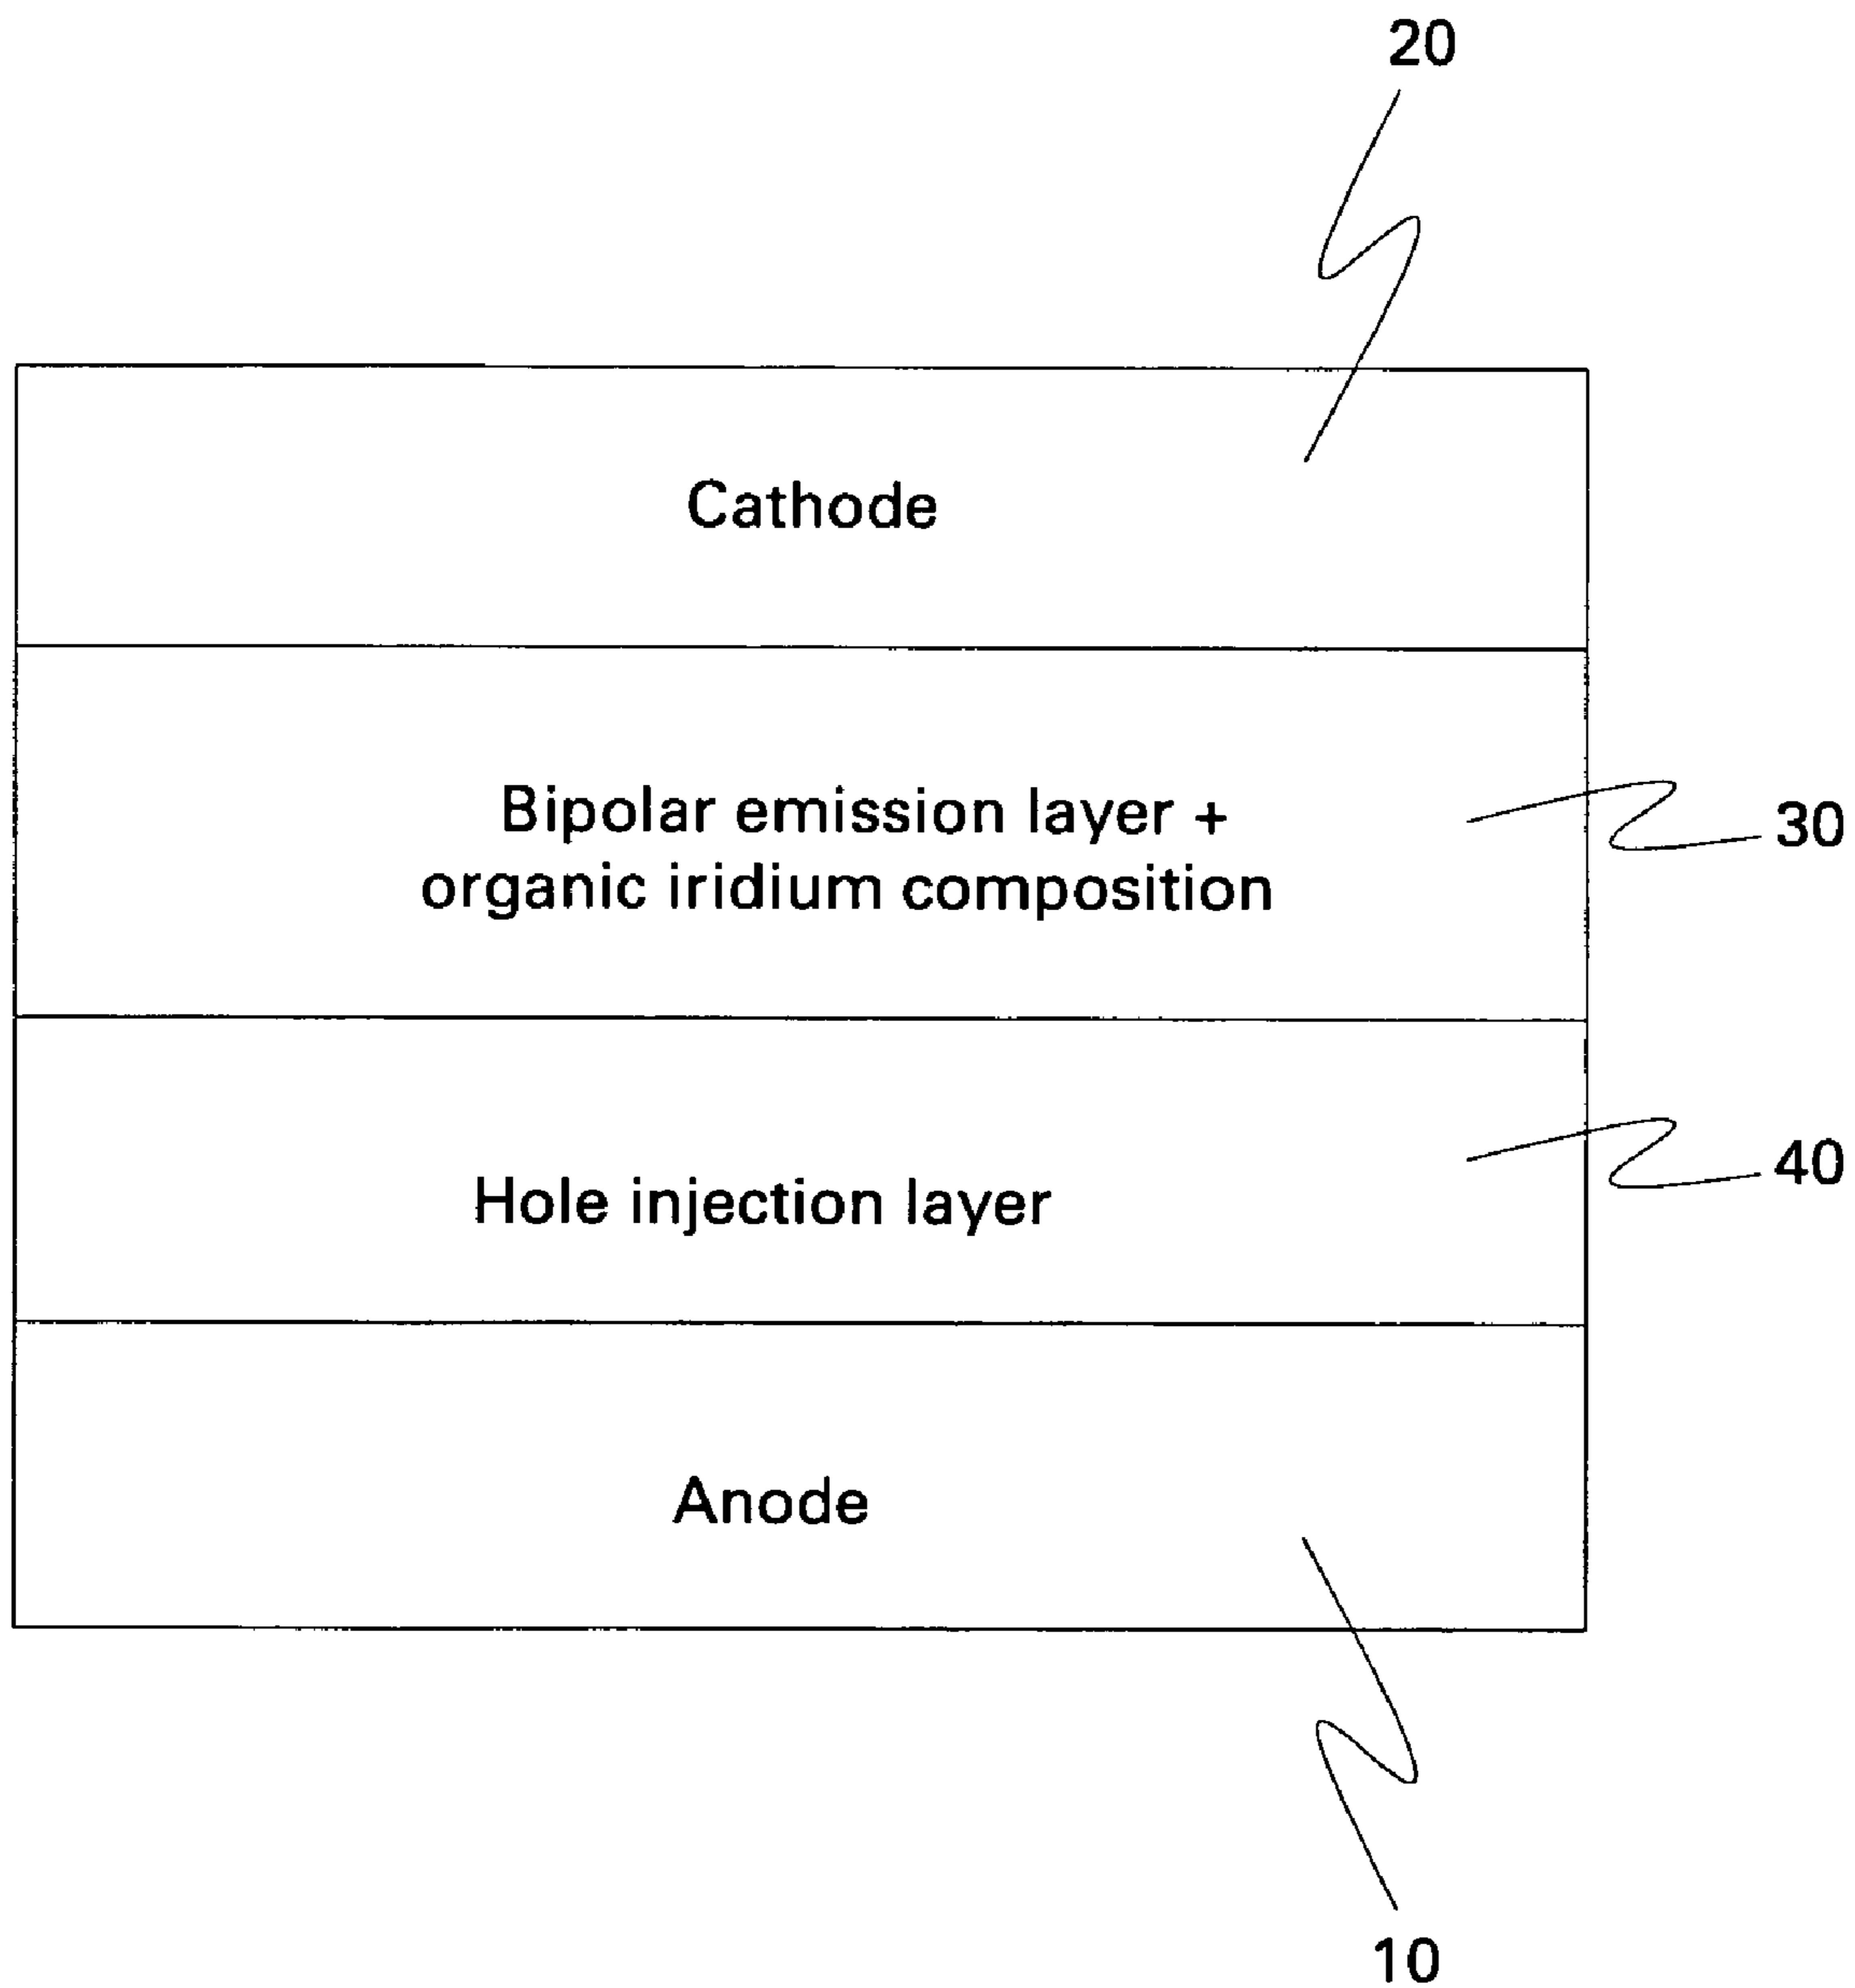 20
Cathode
Bipolar emission layer +
organic iridium composition
30
Hole injection layer
40
Anode
10